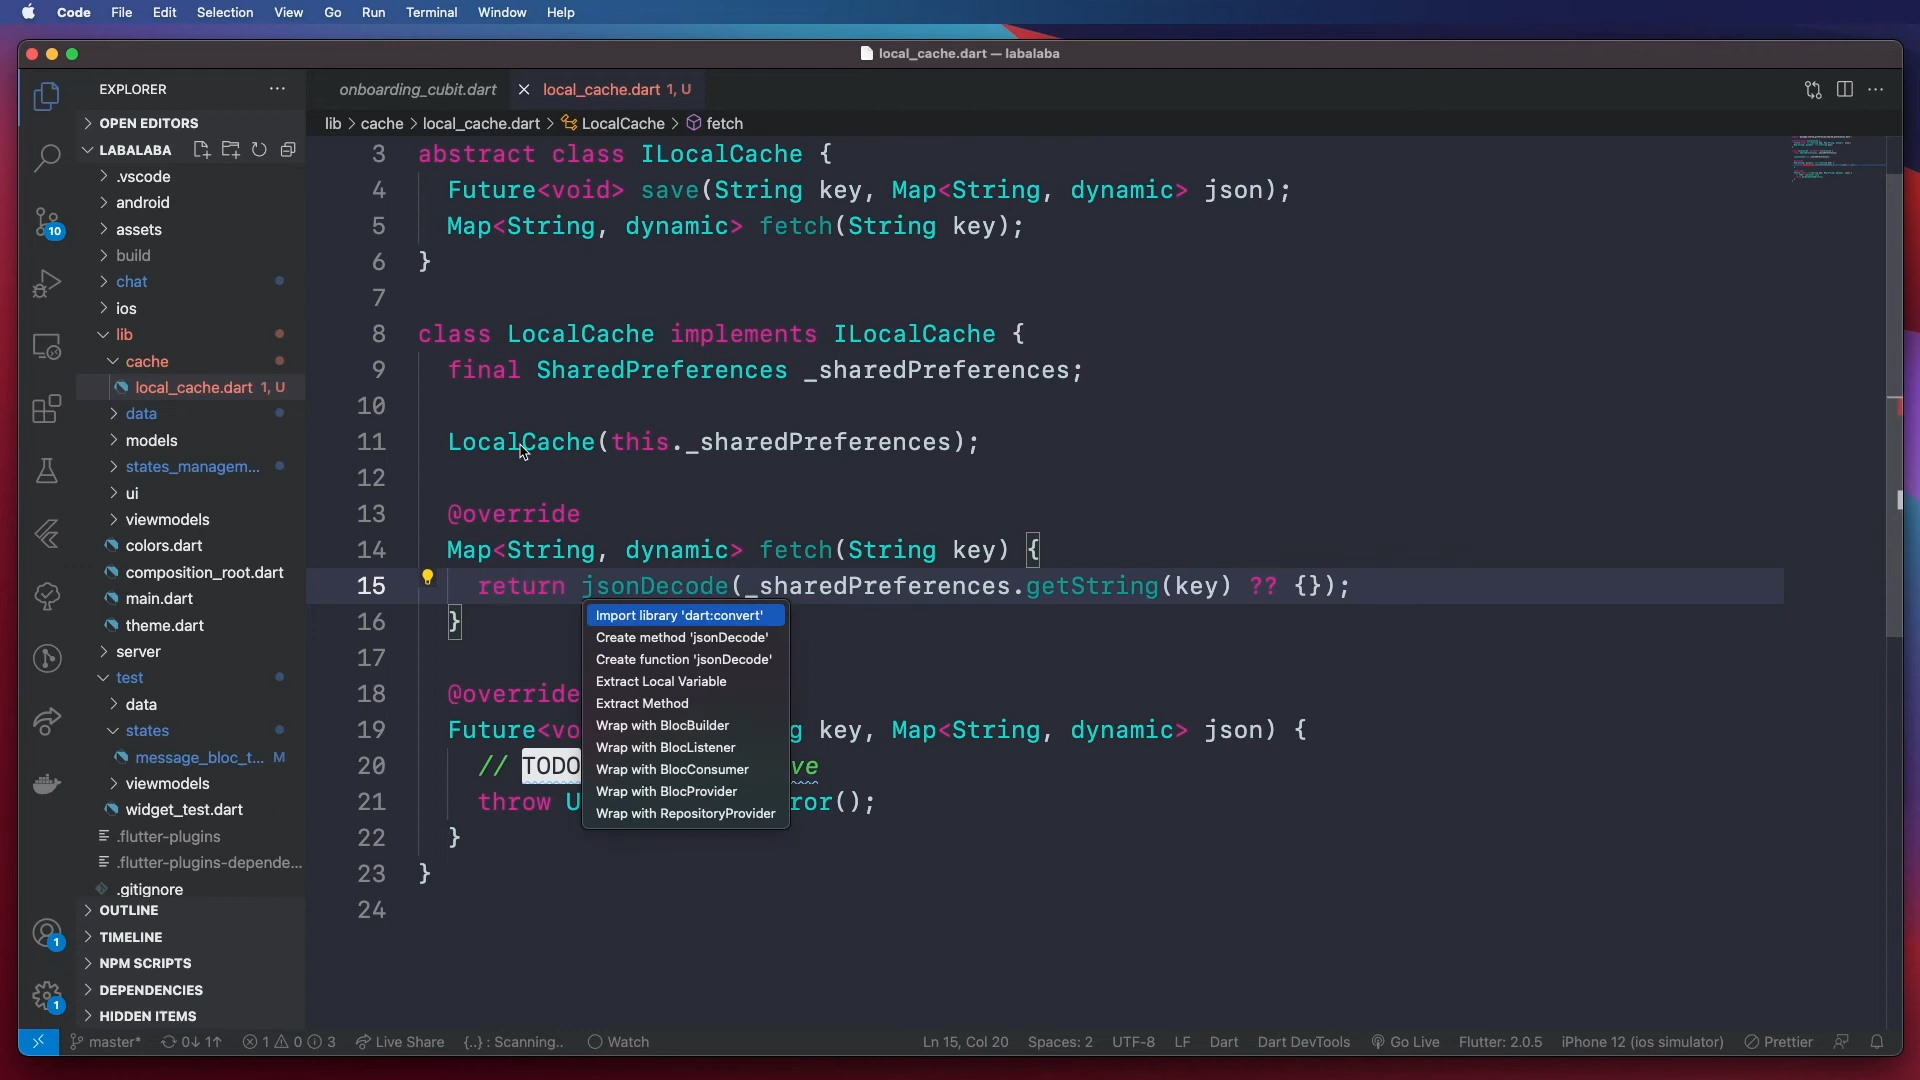 Code File Edit Selection View Go Run Terminal Window Help
local_cache.dart — labalaba
EXPLORER
onboarding_cubit.dart
local_cache.dart 1, U
lib > cache > local_cache.dart > LocalCache > fetch
OPEN EDITORS
LABALABA
.vscode
android
assets
build
chat
ios
lib
cache
local_cache.dart 1, U
data
models
states_managem...
ui
viewmodels
colors.dart
composition_root.dart
main.dart
theme.dart
server
test
data
states
message_bloc_t... M
viewmodels
widget_test.dart
.flutter-plugins
.flutter-plugins-depende...
.gitignore
OUTLINE
TIMELINE
NPM SCRIPTS
DEPENDENCIES
HIDDEN ITEMS
10
1
1
3 abstract class ILocalCache {
4 Future<void> save(String key, Map<String, dynamic> json);
5 Map<String, dynamic> fetch(String key);
6 }
7
8 class LocalCache implements ILocalCache {
9 final SharedPreferences _sharedPreferences;
10
11 LocalCache(this._sharedPreferences);
12
13 @override
14 Map<String, dynamic> fetch(String key) {
15 return jsonDecode(_sharedPreferences.getString(key) ?? {});
16 }
17
18 @override
19 Future<vo g key, Map<String, dynamic> json) {
20 // TODO ve
21 throw U ror();
22 }
23 }
24
Import library 'dart:convert'
Create method 'jsonDecode'
Create function 'jsonDecode'
Extract Local Variable
Extract Method
Wrap with BlocBuilder
Wrap with BlocListener
Wrap with BlocConsumer
Wrap with BlocProvider
Wrap with RepositoryProvider
master* 0↓ 1↑ 1 0 3 Live Share {..} : Scanning.. Watch Ln 15, Col 20 Spaces: 2 UTF-8 LF Dart Dart DevTools Go Live Flutter: 2.0.5 iPhone 12 (ios simulator) Prettier